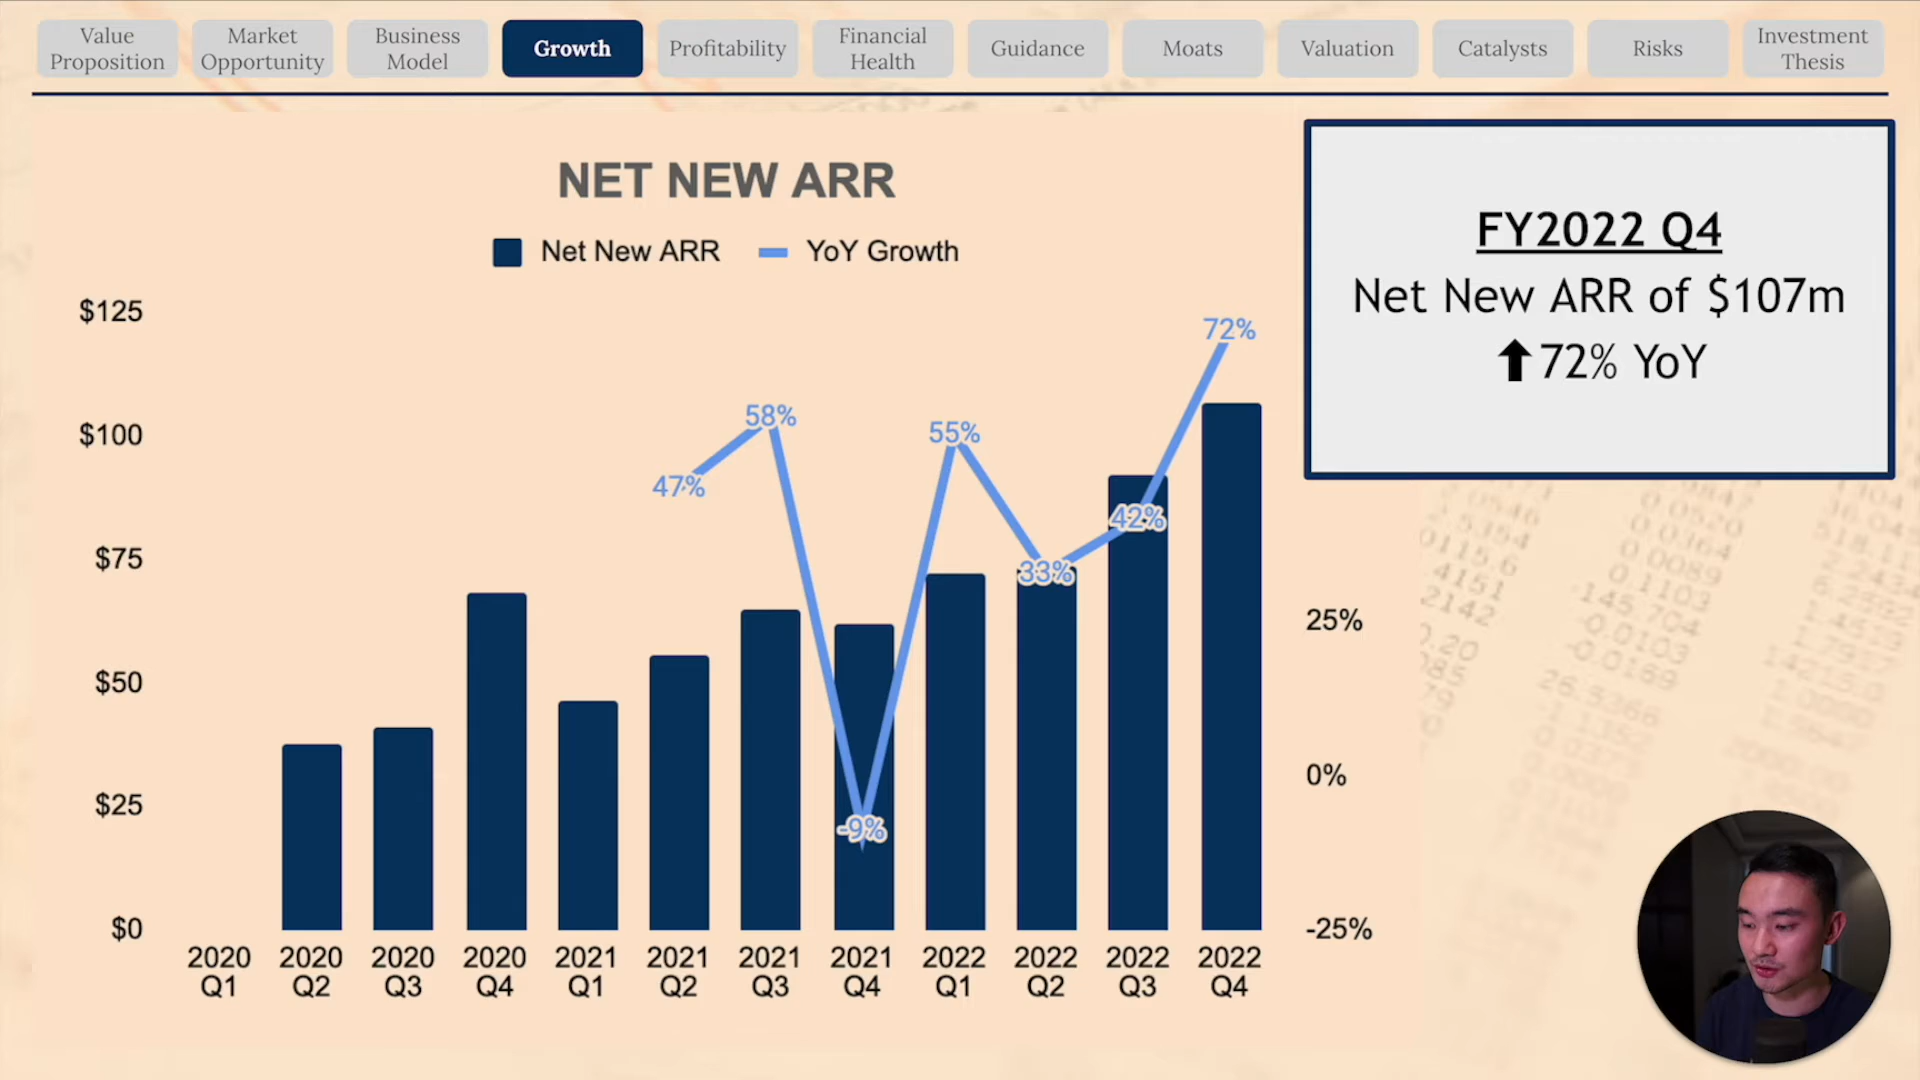 Value
Proposition
Market
Opportunity
Business
Model
Growth
Profitability
Financial
Health
Guidance
Moats
Valuation
Catalysts
Risks
Investment
Thesis
NET NEW ARR
Net New ARR
YoY Growth
FY2022 Q4
Net New ARR of $107m
⬆72% YoY
$125
$100
$75
$50
$25
$0
47%
58%
-9%
55%
33%
42%
72%
25%
0%
-25%
2020
Q1
2020
Q2
2020
Q3
2020
Q4
2021
Q1
2021
Q2
2021
Q3
2021
Q4
2022
Q1
2022
Q2
2022
Q3
2022
Q4